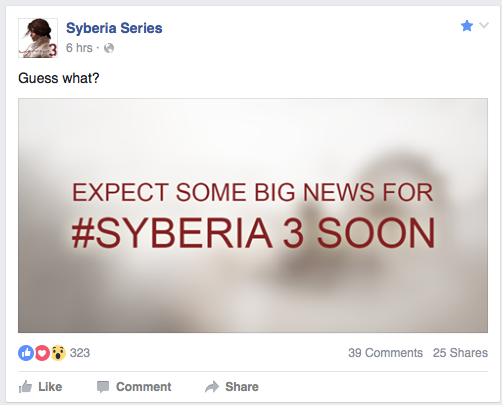 Syberia Series
6 hrs ·
Guess what?
EXPECT SOME BIG NEWS FOR
#SYBERIA 3 SOON
323
39 Comments 25 Shares
Like Comment Share
3